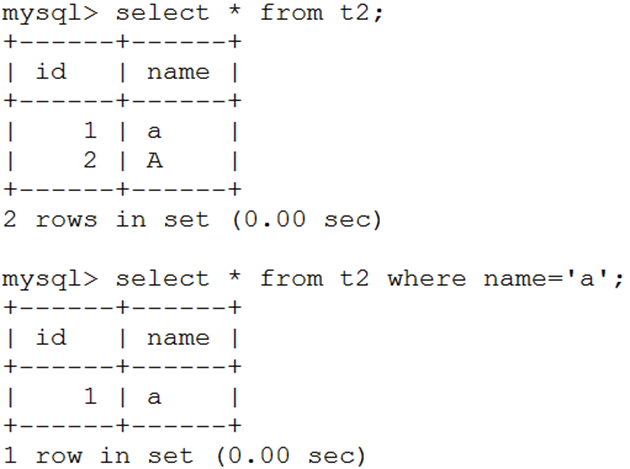 mysql> select * from t2;
+------+------+
| id   | name |
+------+------+
|    1 | a    |
|    2 | A    |
+------+------+
2 rows in set (0.00 sec)
mysql> select * from t2 where name='a';
+------+------+
| id   | name |
+------+------+
|    1 | a    |
+------+------+
1 row in set (0.00 sec)